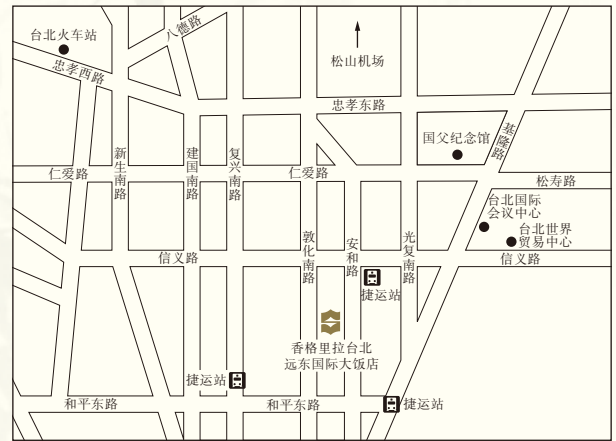 台北火车站
八德路
松山机场
忠孝西路
忠孝东路
国父纪念馆
基隆路
新生南路
建国南路
复兴南路
仁爱路
仁爱路
松寿路
台北国际
会议中心
台北世界
贸易中心
敦化南路
安和路
光复南路
信义路
信义路
捷运站
香格里拉台北
远东国际大饭店
捷运站
和平东路
和平东路
捷运站